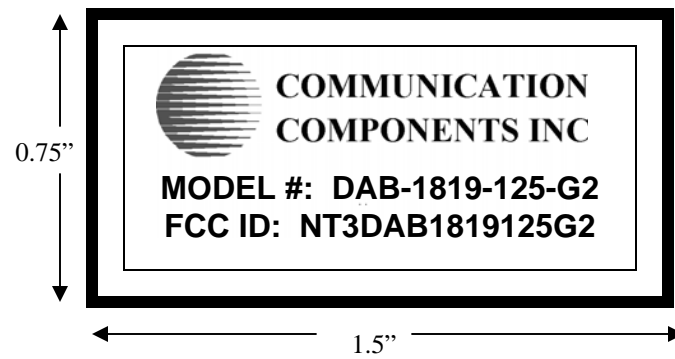 COMMUNICATION
COMPONENTS INC
0.75”
MODEL #: DAB-1819-125-G2
FCC ID: NT3DAB1819125G2
1.5”